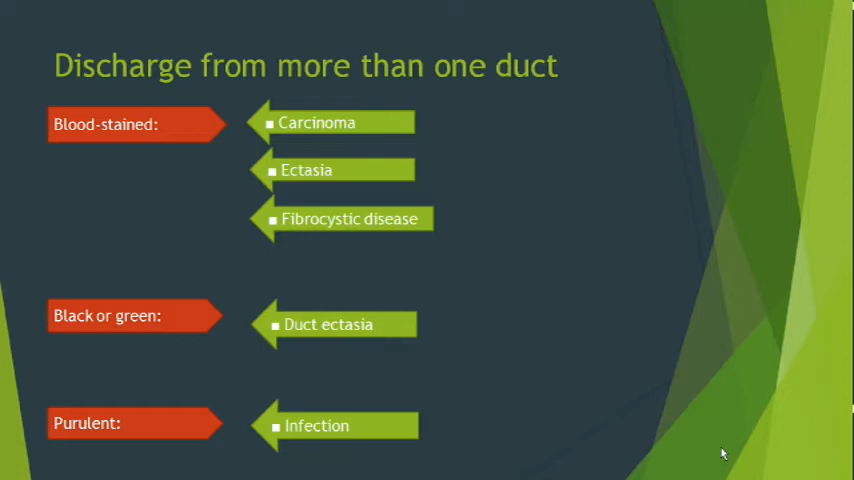 Discharge from more than one duct
Blood-stained:
▪ Carcinoma
▪ Ectasia
▪ Fibrocystic disease
Black or green:
▪ Duct ectasia
Purulent:
▪ Infection